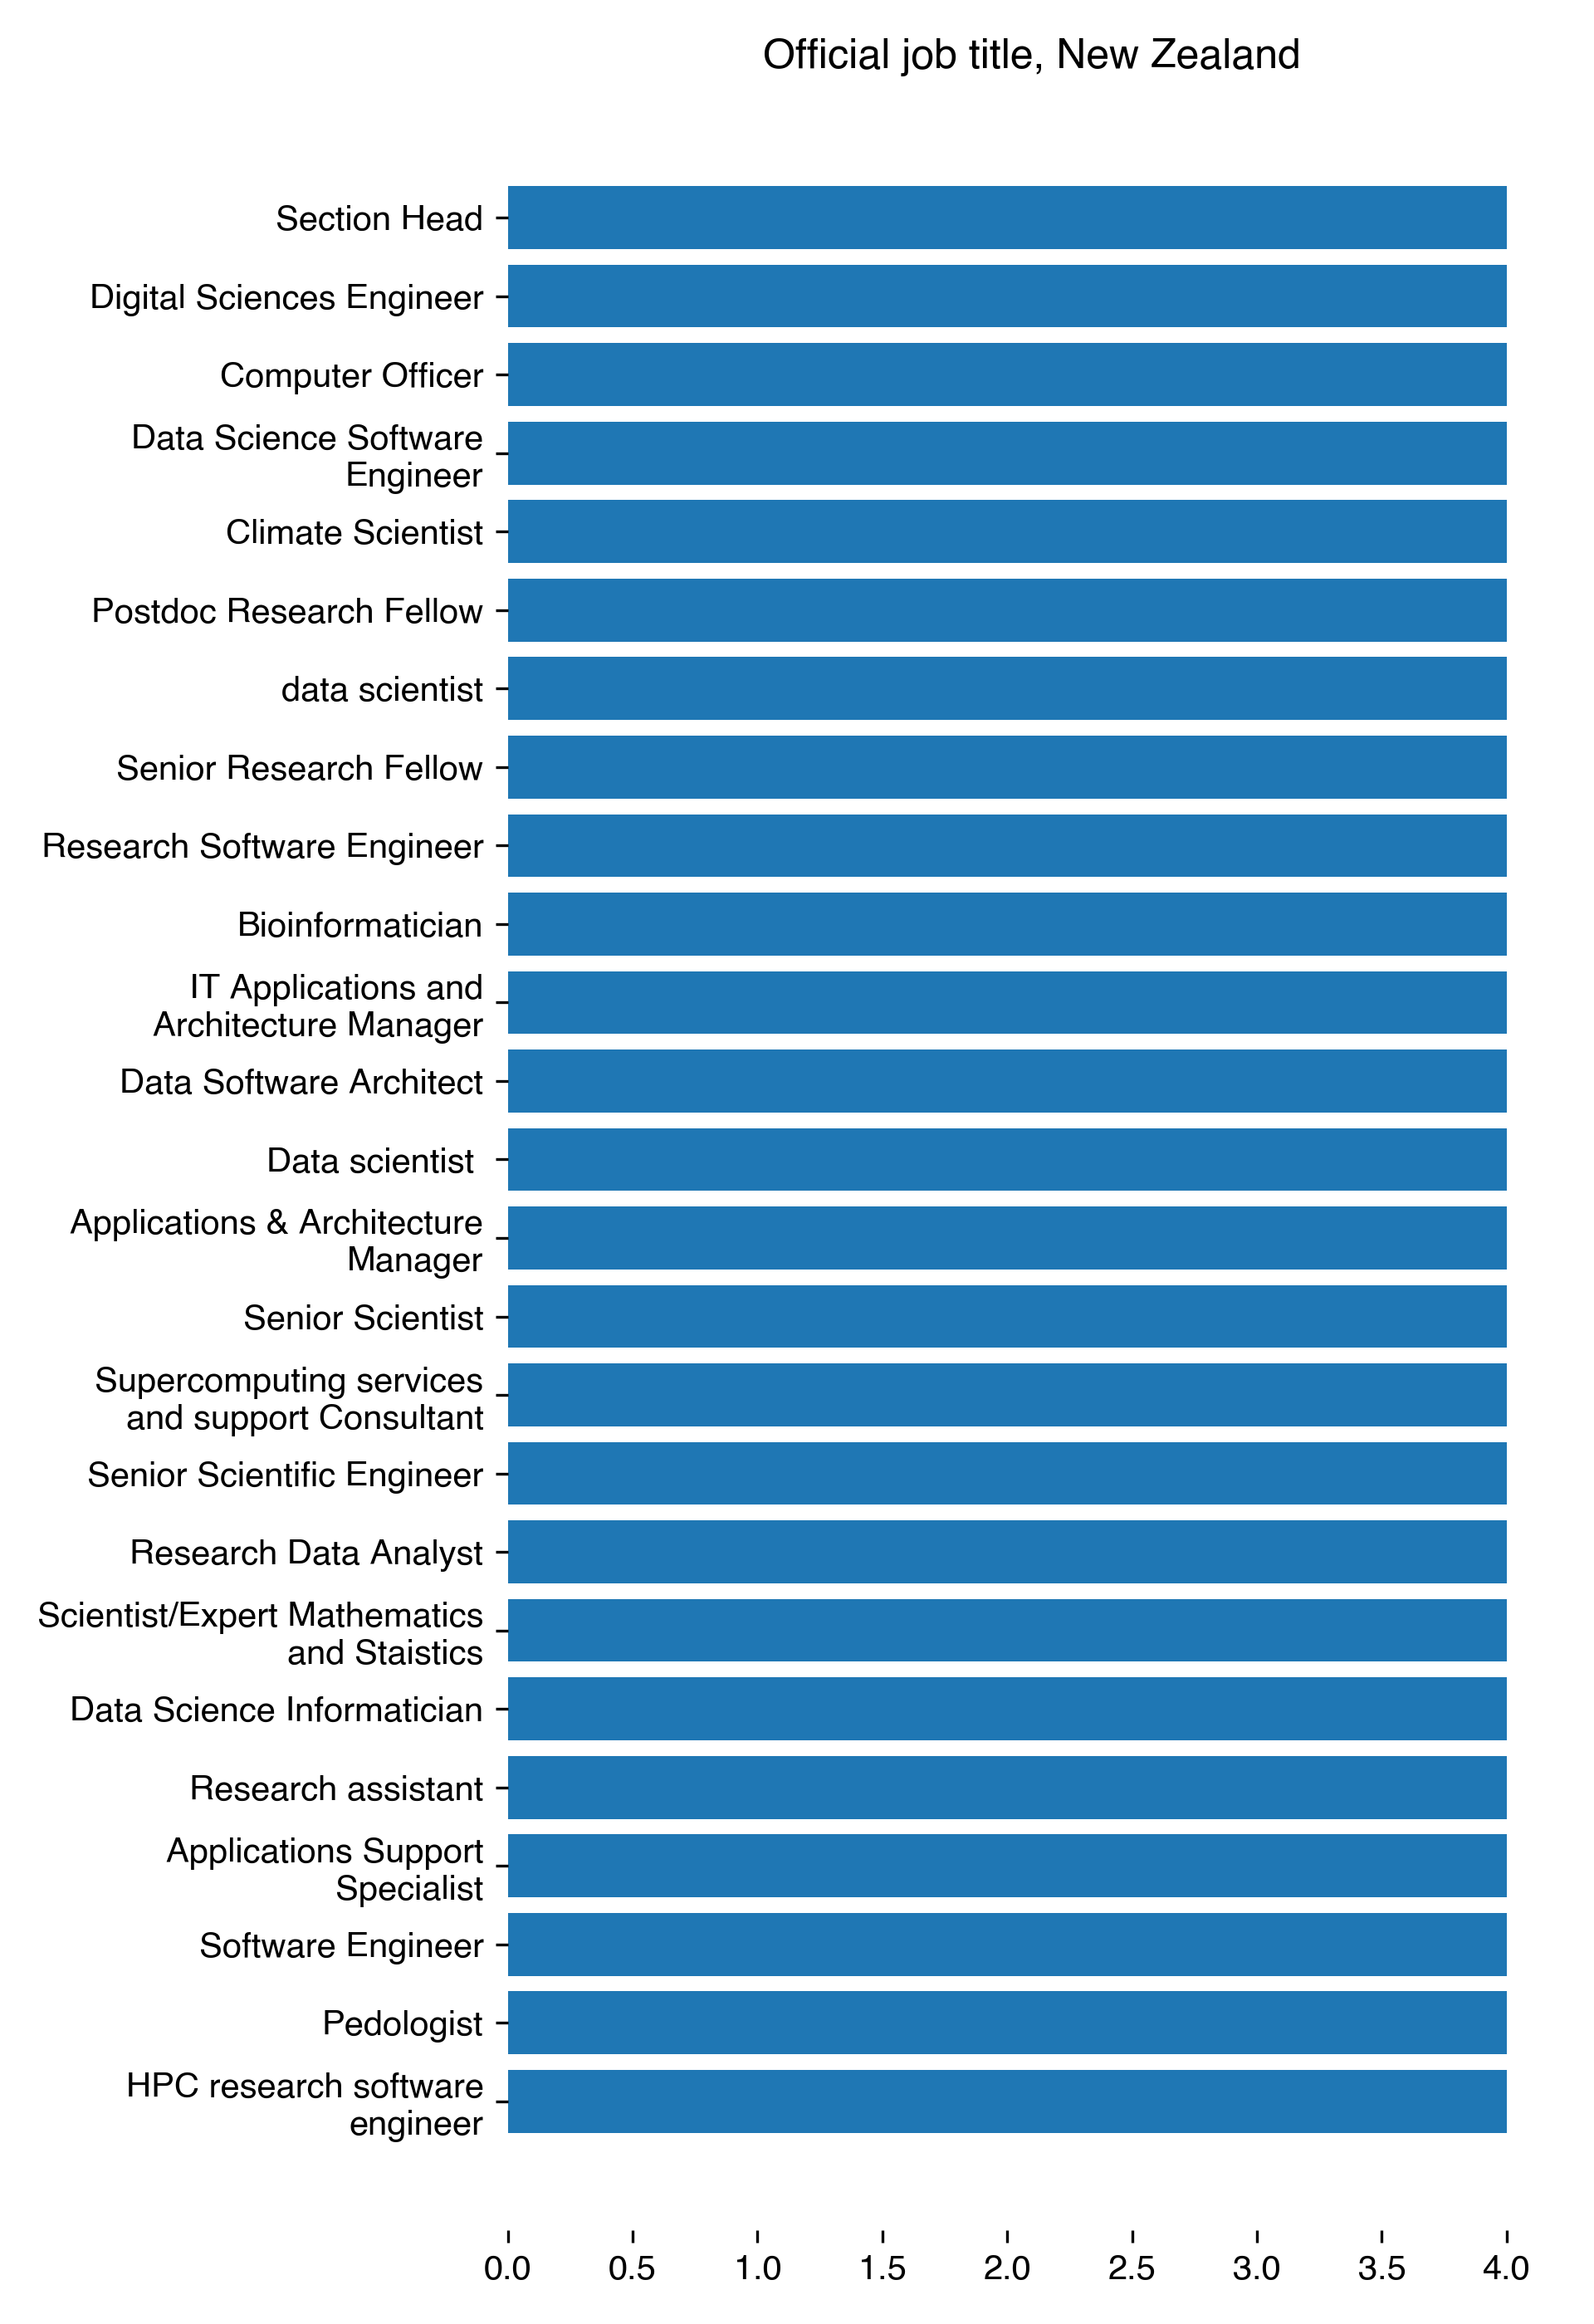 Official job title, New Zealand
Section Head
Digital Sciences Engineer
Computer Officer
Data Science Software
Engineer
Climate Scientist
Postdoc Research Fellow
data scientist
Senior Research Fellow
Research Software Engineer
Bioinformatician
IT Applications and
Architecture Manager
Data Software Architect
Data scientist
Applications & Architecture
Manager
Senior Scientist
Supercomputing services
and support Consultant
Senior Scientific Engineer
Research Data Analyst
Scientist/Expert Mathematics
and Staistics
Data Science Informatician
Research assistant
Applications Support
Specialist
Software Engineer
Pedologist
HPC research software
engineer
0.0 0.5 1.0 1.5 2.0 2.5 3.0 3.5 4.0